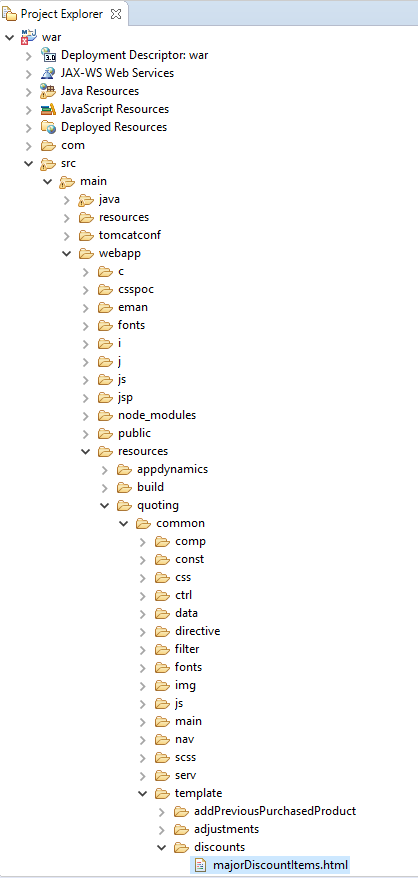 Project Explorer
war
Deployment Descriptor: war
JAX-WS Web Services
Java Resources
JavaScript Resources
Deployed Resources
com
src
main
java
resources
tomcatconf
webapp
c
csspoc
eman
fonts
i
j
js
jsp
node_modules
public
resources
appdynamics
build
quoting
common
comp
const
css
ctrl
data
directive
filter
fonts
img
js
main
nav
scss
serv
template
addPreviousPurchasedProduct
adjustments
discounts
majorDiscountItems.html